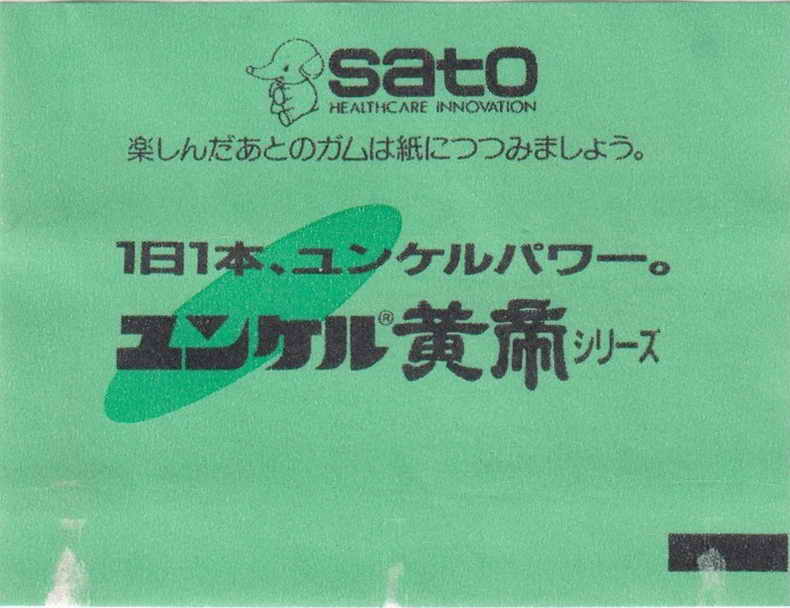 sato
HEALTHCARE INNOVATION
楽しんだあとのガムは紙につつみましょう。
1日1本、ユンケルパワー。
ユンケル®黄帝シリーズ